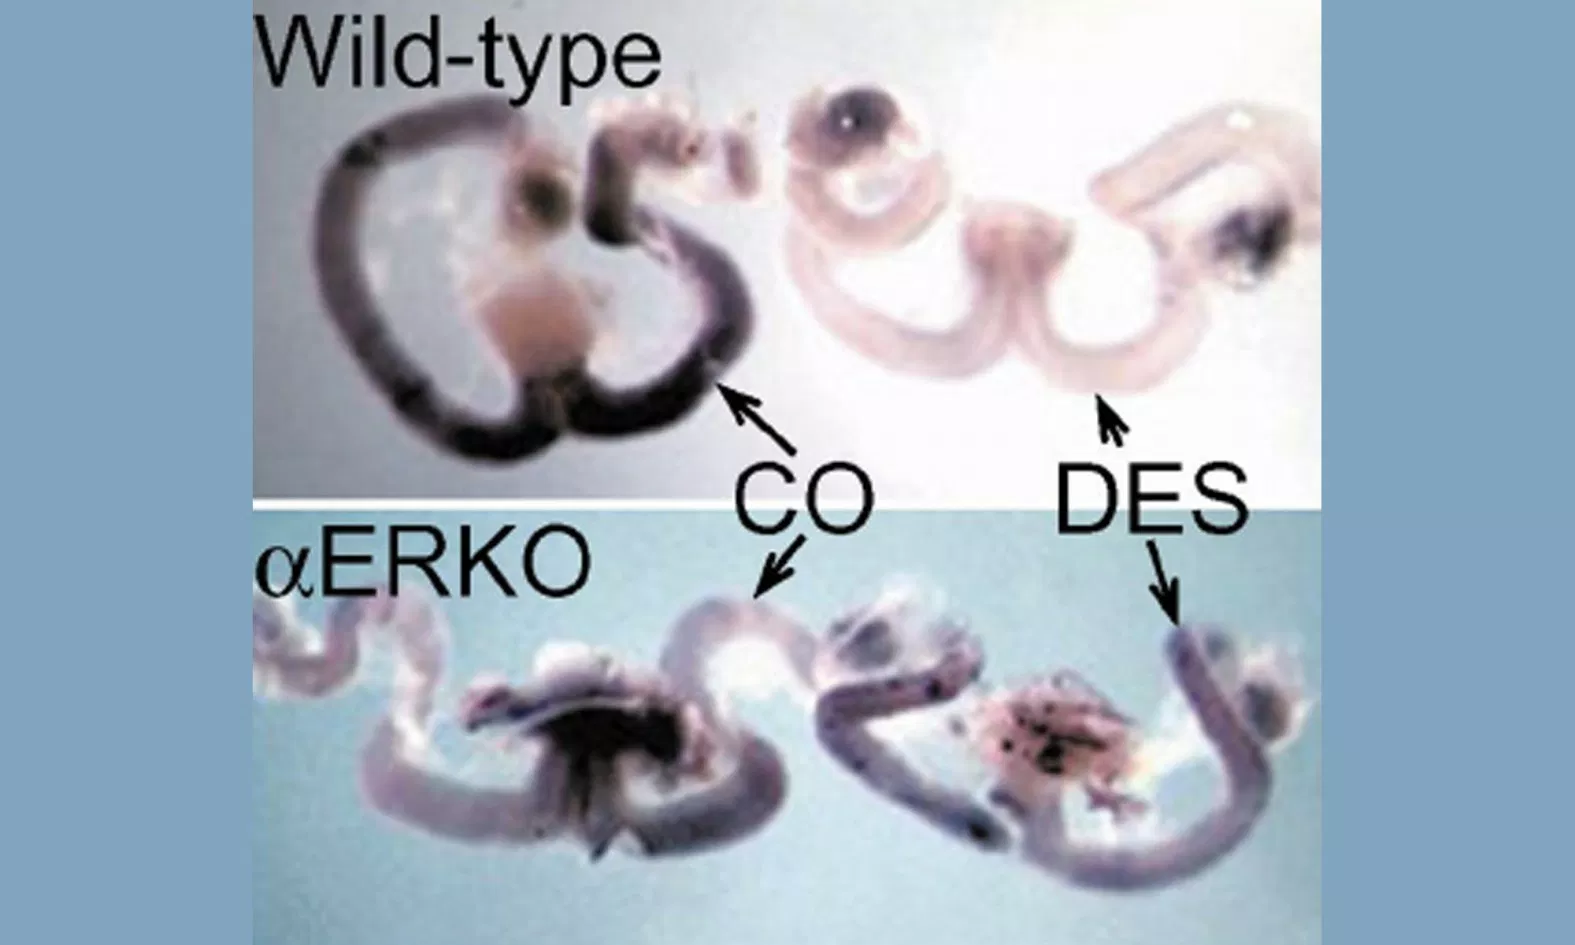 Wild-type
CO
DES
αERKO